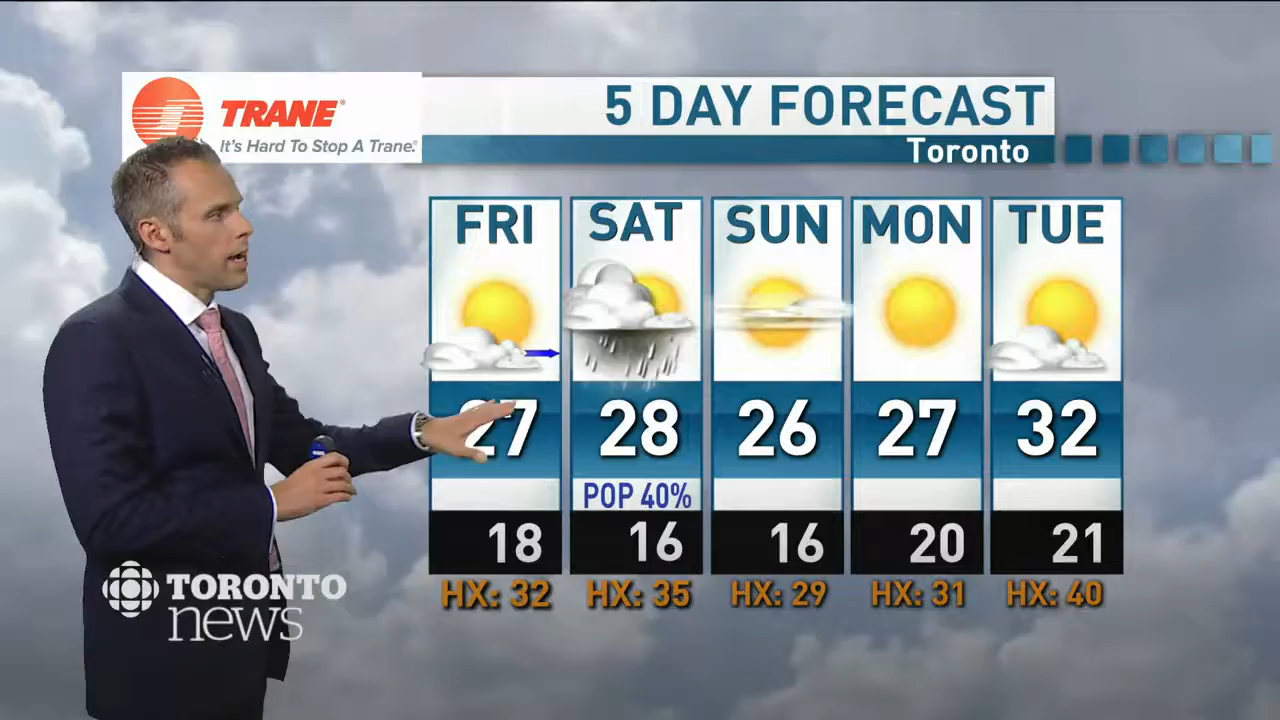 TRANE®
It's Hard To Stop A Trane.®
5 DAY FORECAST
Toronto
FRI SAT SUN MON TUE
27 28 26 27 32
POP 40%
18 16 16 20 21
HX: 32 HX: 35 HX: 29 HX: 31 HX: 40
TORONTO
news